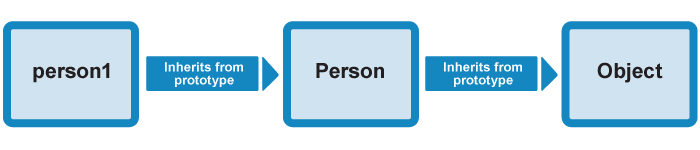 person1
Inherits from
prototype
Person
Inherits from
prototype
Object